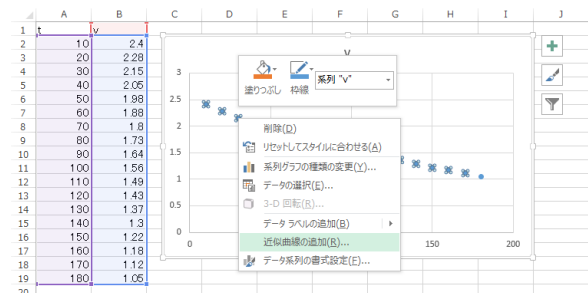 A B C D E F G H I J
1 t v
2 10 2.4
3 20 2.28
4 30 2.15
5 40 2.05
6 50 1.98
7 60 1.88
8 70 1.8
9 80 1.73
10 90 1.64
11 100 1.56
12 110 1.49
13 120 1.43
14 130 1.37
15 140 1.3
16 150 1.22
17 160 1.18
18 170 1.12
19 180 1.05
20
v
3
2.5
2
1.5
1
0.5
0
0 150 200
塗りつぶし 枠線 系列 "v"
削除(D)
リセットしてスタイルに合わせる(A)
系列グラフの種類の変更(Y)...
データの選択(E)...
3-D 回転(R)...
データ ラベルの追加(B)
近似曲線の追加(R)...
データ系列の書式設定(F)...